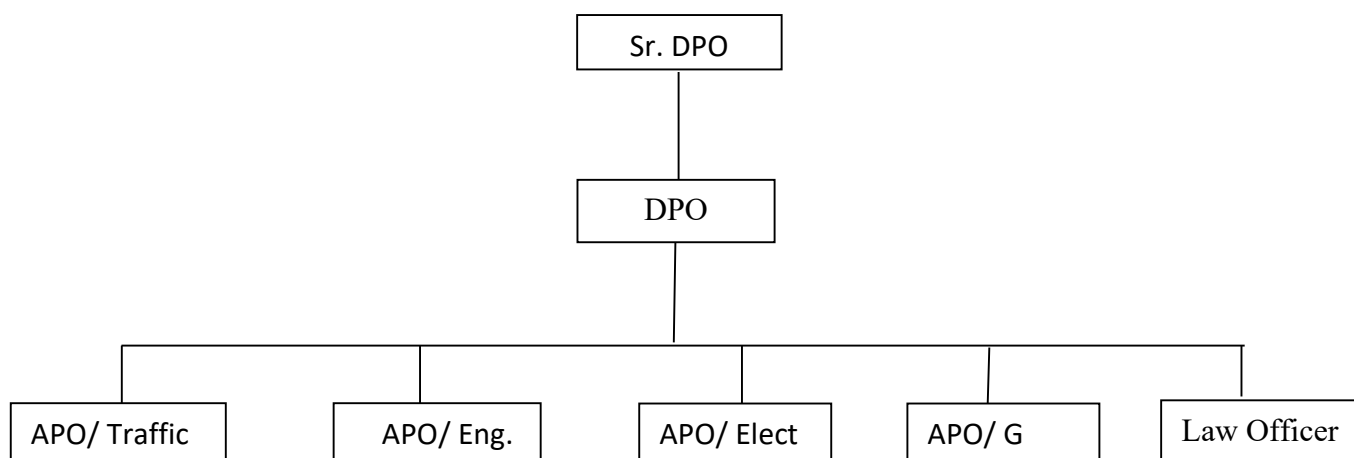 Sr. DPO
DPO
APO/ Traffic
APO/ Eng.
APO/ Elect
APO/ G
Law Officer